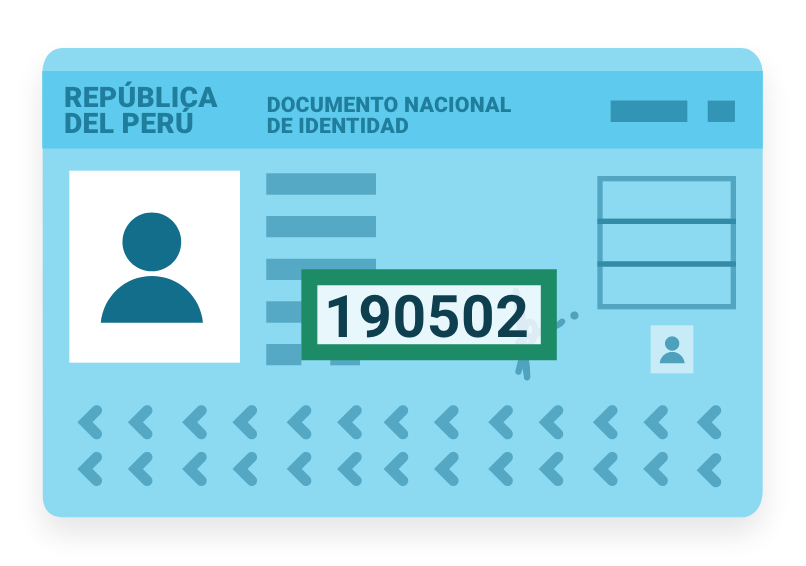 REPÚBLICA
DEL PERÚ
DOCUMENTO NACIONAL
DE IDENTIDAD
190502